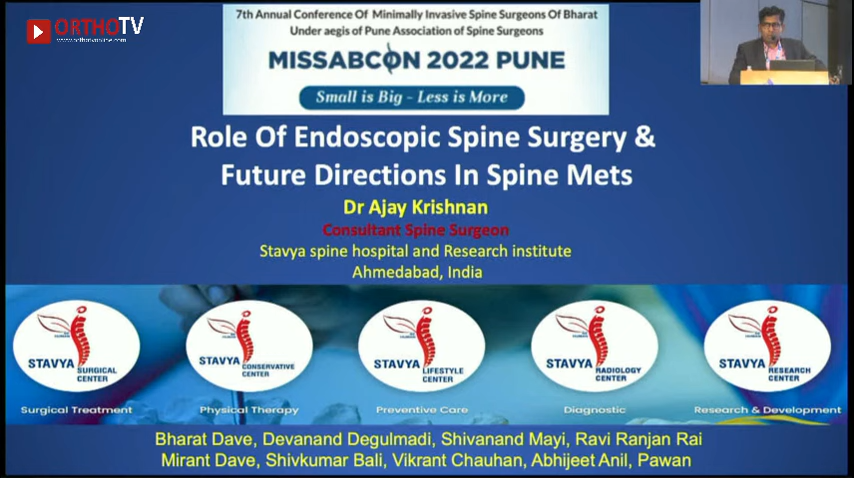 ORTHOTV
7th Annual Conference Of Minimally Invasive Spine Surgeons Of Bharat
Under aegis of Pune Association of Spine Surgeons
MISSABCON 2022 PUNE
Small is Big - Less is More
Role Of Endoscopic Spine Surgery &
Future Directions In Spine Mets
Dr Ajay Krishnan
Consultant Spine Surgeon
Stavya spine hospital and Research institute
Ahmedabad, India
STAVYA SURGICAL CENTER
STAVYA CONSERVATIVE CENTER
STAVYA LIFESTYLE CENTER
STAVYA RADIOLOGY CENTER
STAVYA RESEARCH CENTER
Surgical Treatment
Physical Therapy
Preventive Care
Diagnostic
Research & Development
Bharat Dave, Devanand Degulmadi, Shivanand Mayi, Ravi Ranjan Rai
Mirant Dave, Shivkumar Bali, Vikrant Chauhan, Abhijeet Anil, Pawan